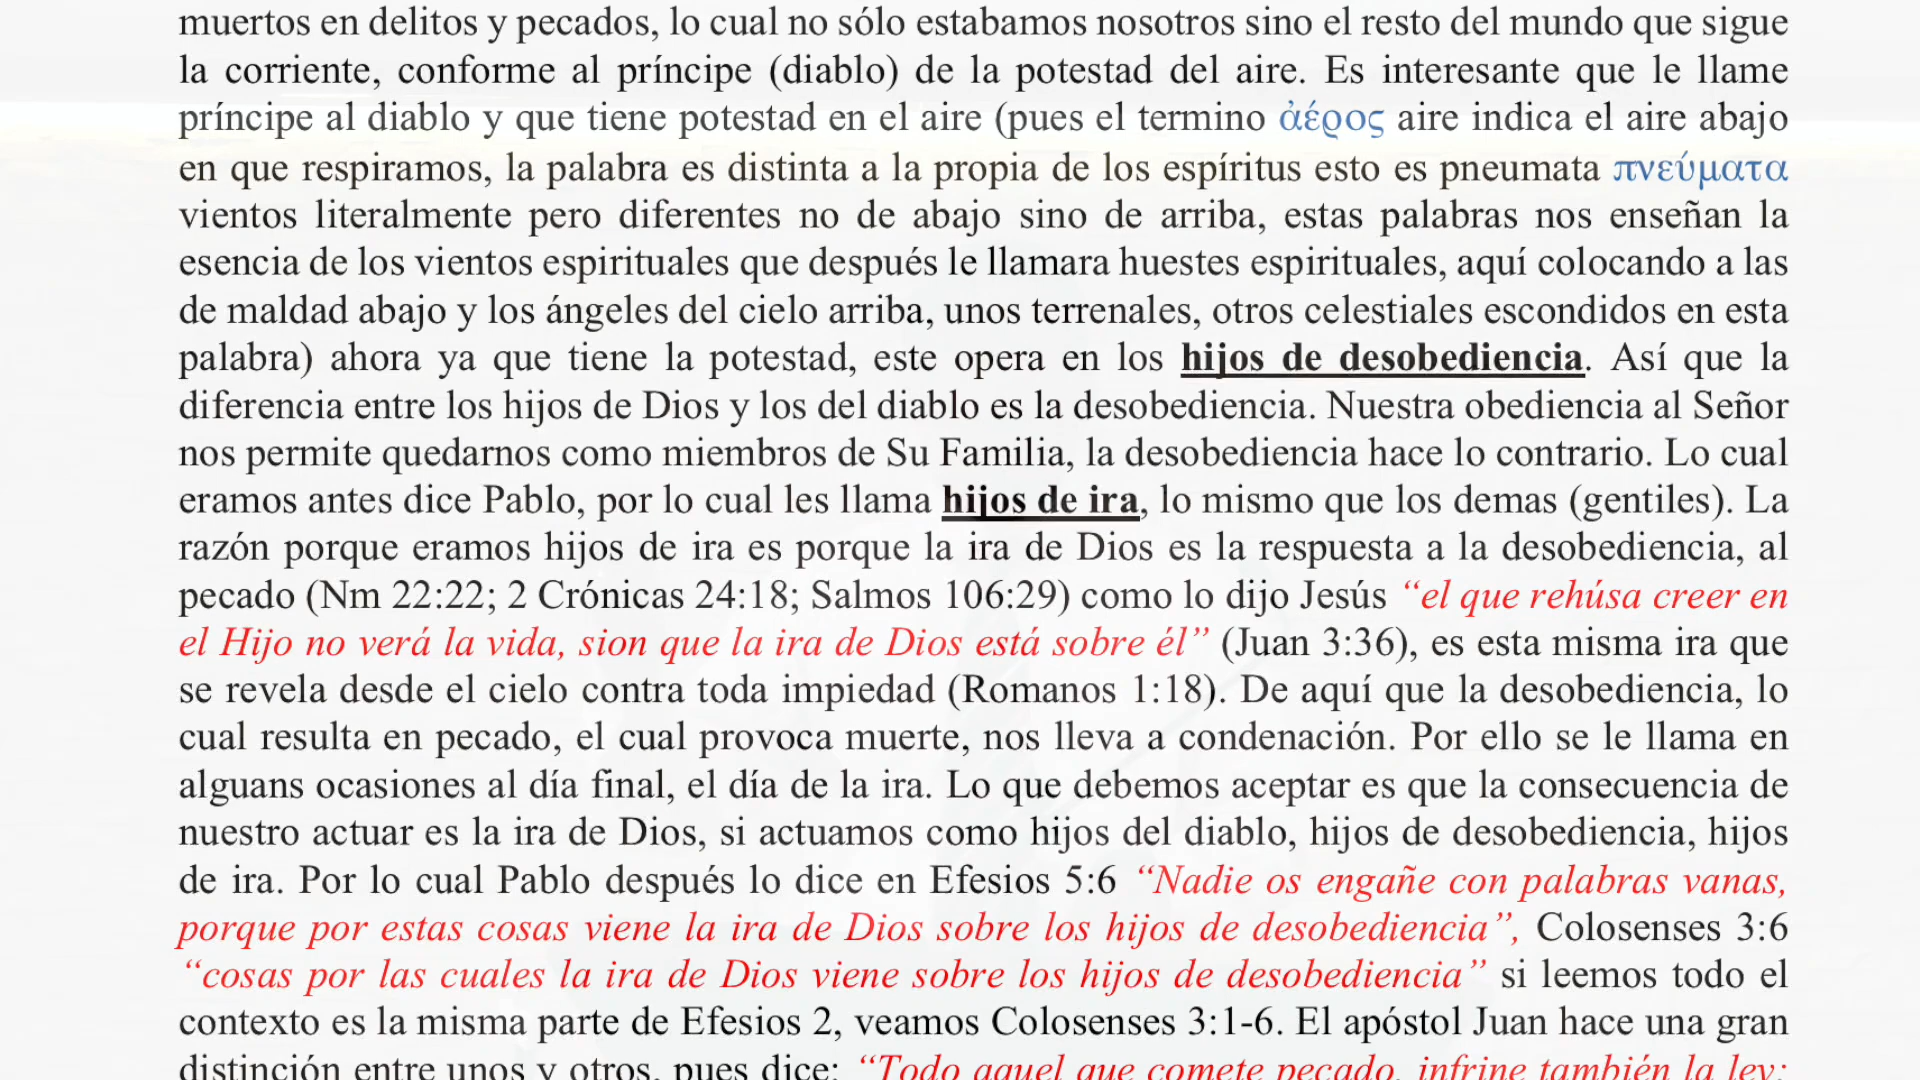 muertos en delitos y pecados, lo cual no sólo estabamos nosotros sino el resto del mundo que sigue
la corriente, conforme al príncipe (diablo) de la potestad del aire. Es interesante que le llame
príncipe al diablo y que tiene potestad en el aire (pues el termino ἀέρος aire indica el aire abajo
en que respiramos, la palabra es distinta a la propia de los espíritus esto es pneumata πνεύματα
vientos literalmente pero diferentes no de abajo sino de arriba, estas palabras nos enseñan la
esencia de los vientos espirituales que después le llamara huestes espirituales, aquí colocando a las
de maldad abajo y los ángeles del cielo arriba, unos terrenales, otros celestiales escondidos en esta
palabra) ahora ya que tiene la potestad, este opera en los hijos de desobediencia. Así que la
diferencia entre los hijos de Dios y los del diablo es la desobediencia. Nuestra obediencia al Señor
nos permite quedarnos como miembros de Su Familia, la desobediencia hace lo contrario. Lo cual
eramos antes dice Pablo, por lo cual les llama hijos de ira, lo mismo que los demas (gentiles). La
razón porque eramos hijos de ira es porque la ira de Dios es la respuesta a la desobediencia, al
pecado (Nm 22:22; 2 Crónicas 24:18; Salmos 106:29) como lo dijo Jesús “el que rehúsa creer en
el Hijo no verá la vida, sion que la ira de Dios está sobre él” (Juan 3:36), es esta misma ira que
se revela desde el cielo contra toda impiedad (Romanos 1:18). De aquí que la desobediencia, lo
cual resulta en pecado, el cual provoca muerte, nos lleva a condenación. Por ello se le llama en
alguans ocasiones al día final, el día de la ira. Lo que debemos aceptar es que la consecuencia de
nuestro actuar es la ira de Dios, si actuamos como hijos del diablo, hijos de desobediencia, hijos
de ira. Por lo cual Pablo después lo dice en Efesios 5:6 “Nadie os engañe con palabras vanas,
porque por estas cosas viene la ira de Dios sobre los hijos de desobediencia”, Colosenses 3:6
“cosas por las cuales la ira de Dios viene sobre los hijos de desobediencia” si leemos todo el
contexto es la misma parte de Efesios 2, veamos Colosenses 3:1-6. El apóstol Juan hace una gran
distinción entre unos y otros, pues dice: “Todo aquel que comete pecado, infrine también la ley;